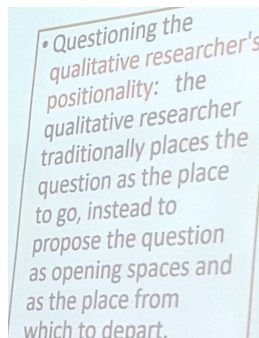 • Questioning the
qualitative researcher's
positionality: the
qualitative researcher
traditionally places the
question as the place
to go, instead to
propose the question
as opening spaces and
as the place from
which to depart.